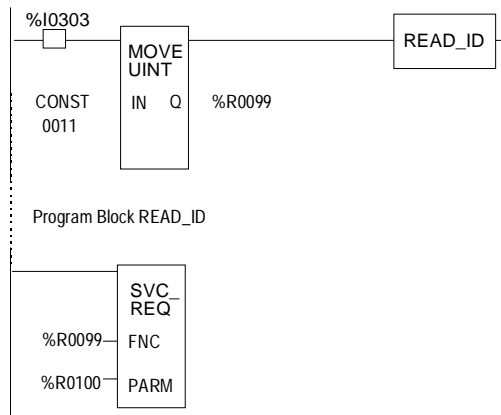 %I0303
READ_ID
MOVE
UINT
CONST
0011
IN Q
%R0099
Program Block READ_ID
SVC_
REQ
%R0099 FNC
%R0100 PARM